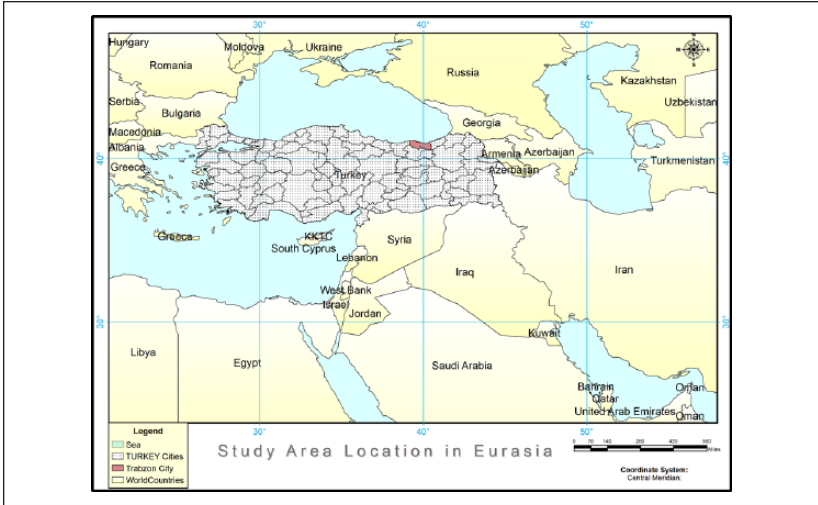 30° 40° 50°
Hungary
Moldova Ukraine
Romania
Russia
Kazakhstan
Serbia
Uzbekistan
Bulgaria
Georgia
Macedonia
Albania
Armenia Azerbaijan
40° 40°
Turkmenistan
Greece
Turkey
Azerbaijan
Greece
KKTC
South Cyprus
Syria
Lebanon
Iraq
Iran
West Bank
Israel
Jordan
30° 30°
Kuwait
Libya
Egypt
Saudi Arabia
Bahrain
Oman
Qatar
United Arab Emirates
Oman
30° 40° 50°
Legend
Sea
TURKEY Cities
Trabzon City
WorldCountries
Study Area Location in Eurasia
Miles
Coordinate System:
Central Meridian: